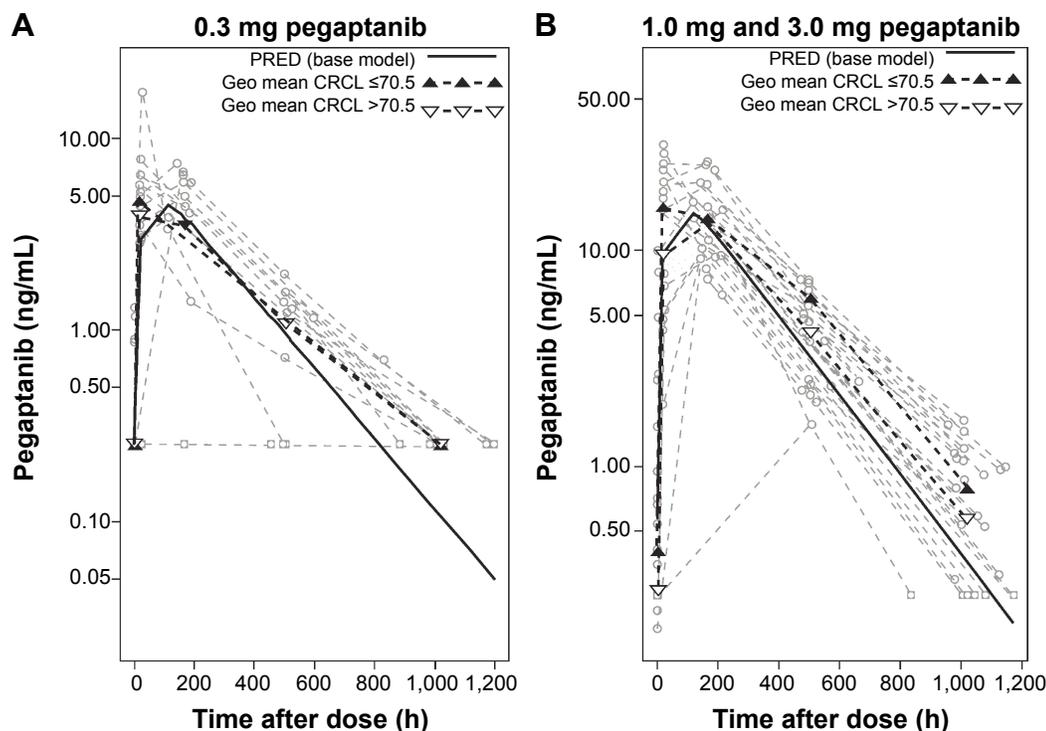 A
0.3 mg pegaptanib
PRED (base model)
Geo mean CRCL ≤70.5
Geo mean CRCL >70.5
10.00
5.00
1.00
0.50
0.10
0.05
Pegaptanib (ng/mL)
0 200 400 600 800 1,000 1,200
Time after dose (h)
B
1.0 mg and 3.0 mg pegaptanib
PRED (base model)
Geo mean CRCL ≤70.5
Geo mean CRCL >70.5
50.00
10.00
5.00
1.00
0.50
Pegaptanib (ng/mL)
0 200 400 600 800 1,000 1,200
Time after dose (h)